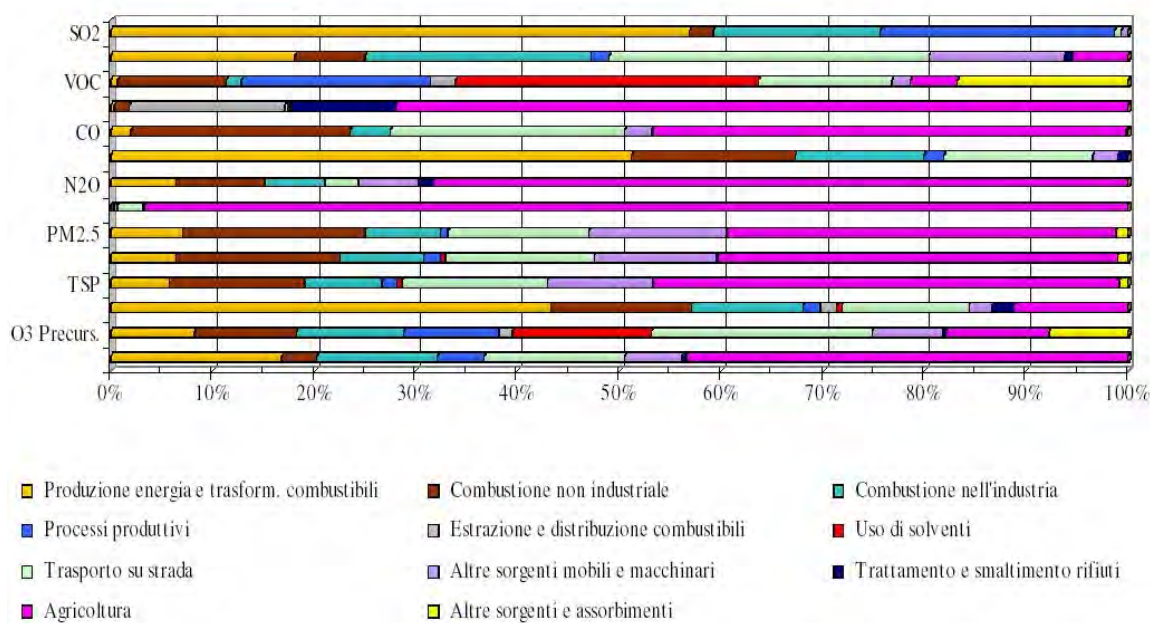 SO2
VOC
CO
N2O
PM2.5
TSP
O3 Precurs.
0% 10% 20% 30% 40% 50% 60% 70% 80% 90% 100%
Produzione energia e trasform. combustibili
Combustione non industriale
Combustione nell'industria
Processi produttivi
Estrazione e distribuzione combustibili
Uso di solventi
Trasporto su strada
Altre sorgenti mobili e macchinari
Trattamento e smaltimento rifiuti
Agricoltura
Altre sorgenti e assorbimenti